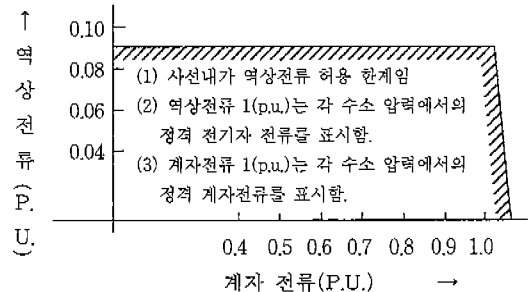 ↑
역
상
전
류
(P.
U.)
0.10
0.08
0.06
0.04
(1) 사선내가 역상전류 허용 한계임
(2) 역상전류 1(p.u.)는 각 수소 압력에서의
정격 전기자 전류를 표시함.
(3) 계자전류 1(p.u.)는 각 수소 압력에서의
정격 계자전류를 표시함.
0.4 0.5 0.6 0.7 0.8 0.9 1.0
계자 전류(P.U.) →